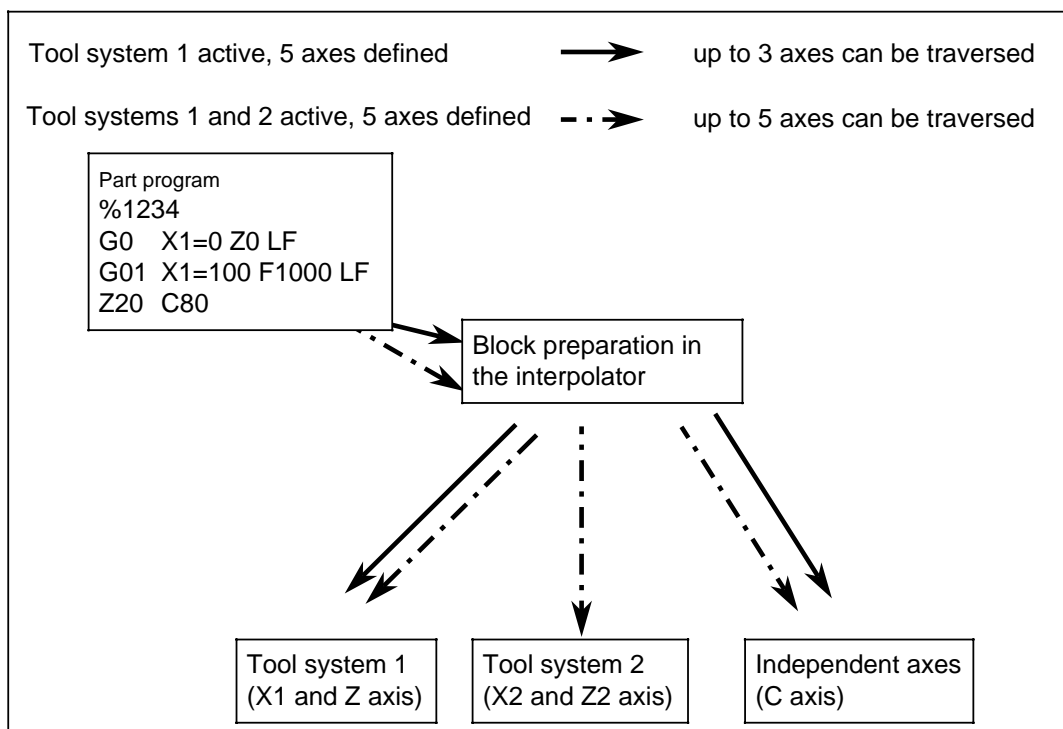 Tool system 1 active, 5 axes defined up to 3 axes can be traversed
Tool systems 1 and 2 active, 5 axes defined up to 5 axes can be traversed
Part program
%1234
G0 X1=0 Z0 LF
G01 X1=100 F1000 LF
Z20 C80
Block preparation in
the interpolator
Tool system 1
(X1 and Z axis)
Tool system 2
(X2 and Z2 axis)
Independent axes
(C axis)